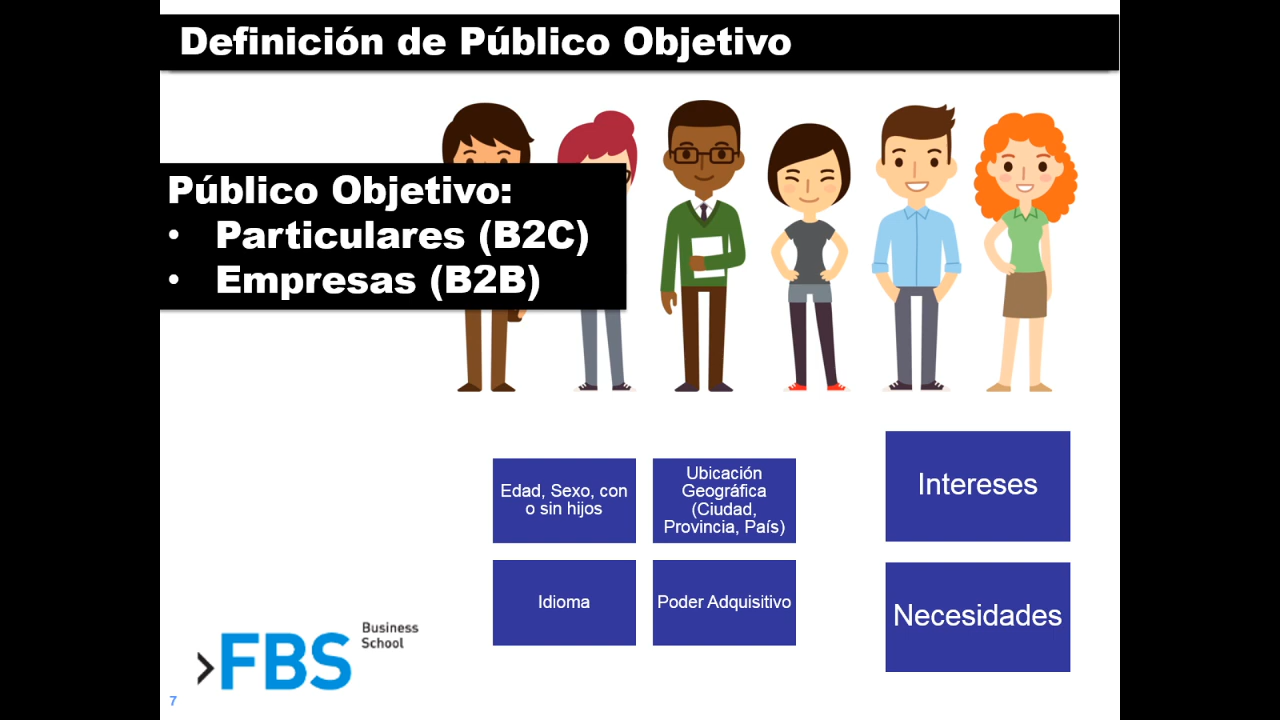 Definición de Público Objetivo
Público Objetivo:
• Particulares (B2C)
• Empresas (B2B)
Edad, Sexo, con
o sin hijos
Ubicación
Geográfica
(Ciudad,
Provincia, País)
Intereses
Idioma
Poder Adquisitivo
Necesidades
>FBS
Business
School
7